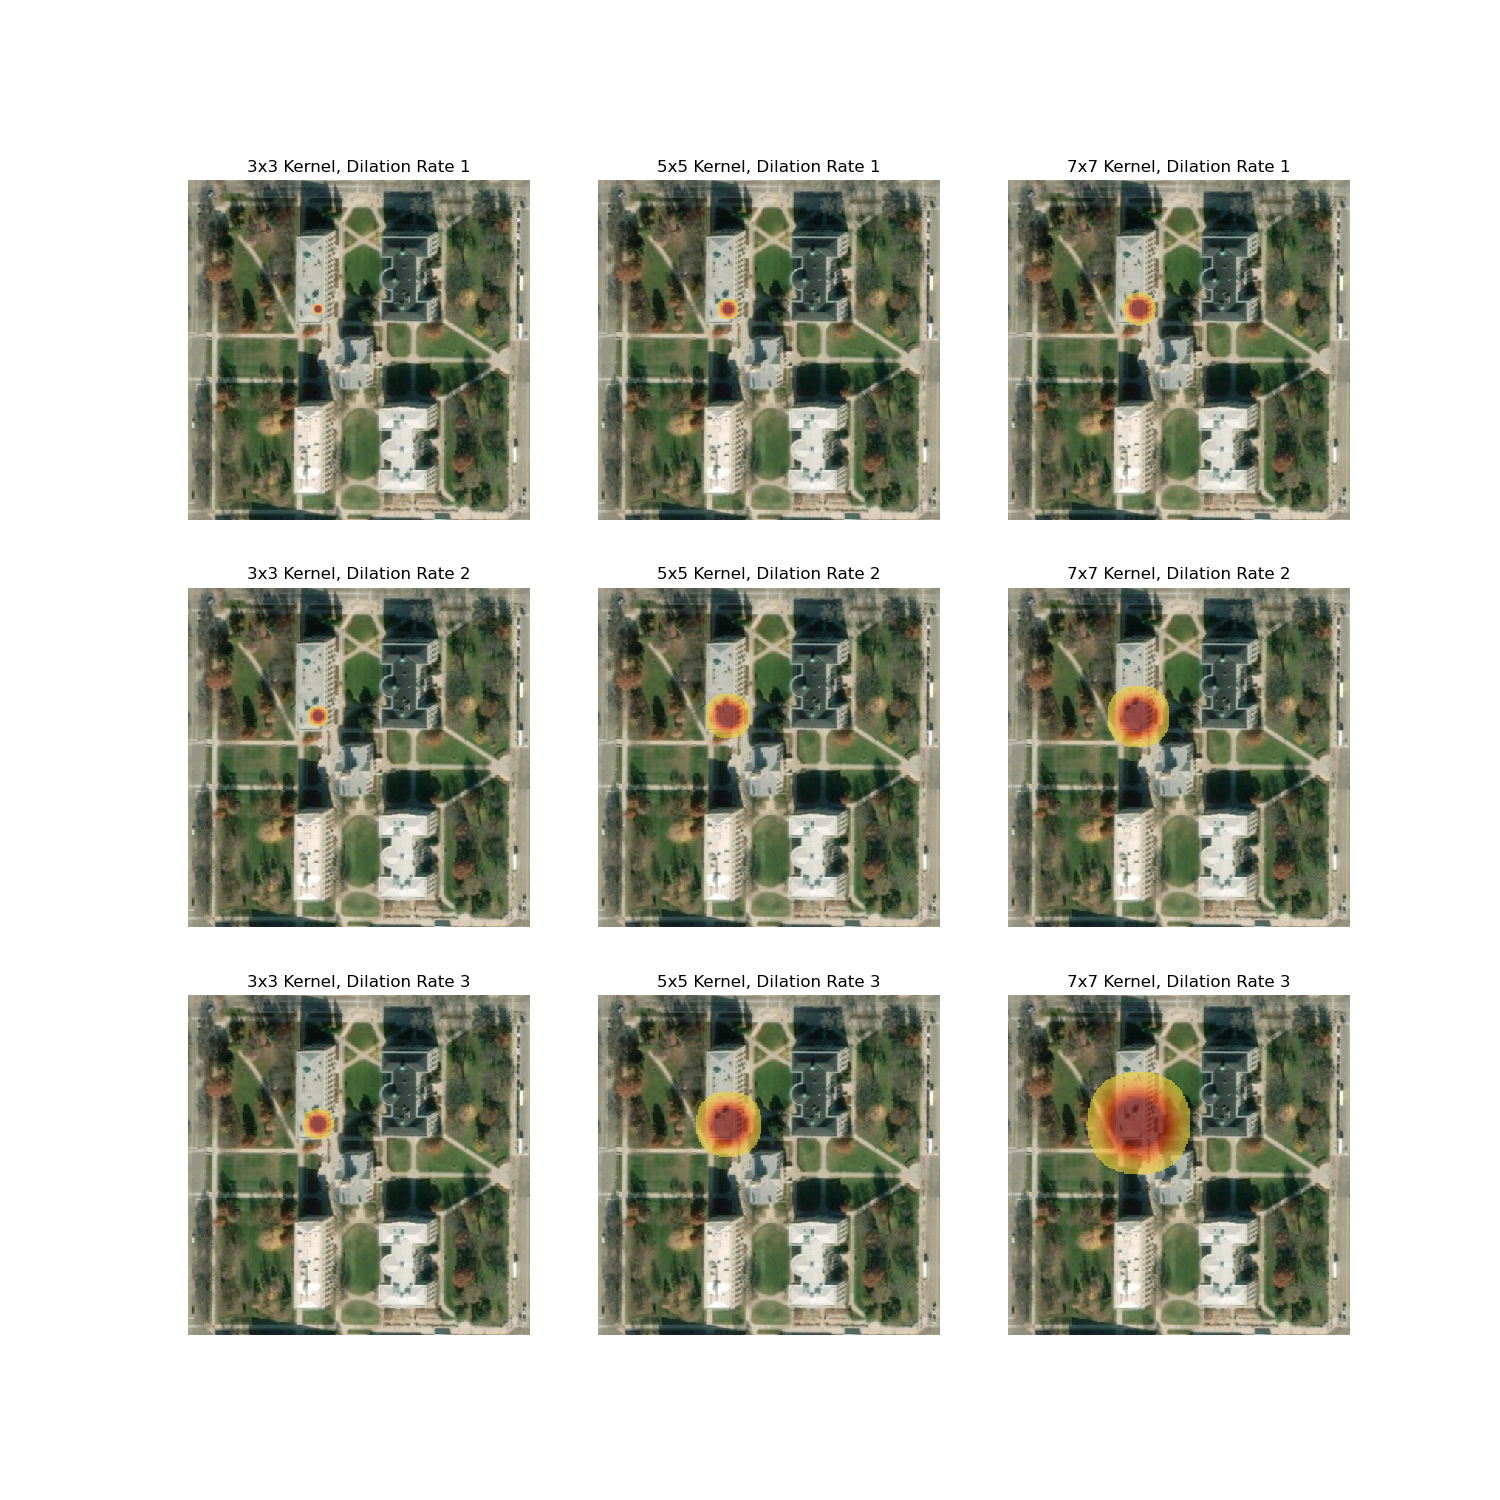 3x3 Kernel, Dilation Rate 1
5x5 Kernel, Dilation Rate 1
7x7 Kernel, Dilation Rate 1
3x3 Kernel, Dilation Rate 2
5x5 Kernel, Dilation Rate 2
7x7 Kernel, Dilation Rate 2
3x3 Kernel, Dilation Rate 3
5x5 Kernel, Dilation Rate 3
7x7 Kernel, Dilation Rate 3